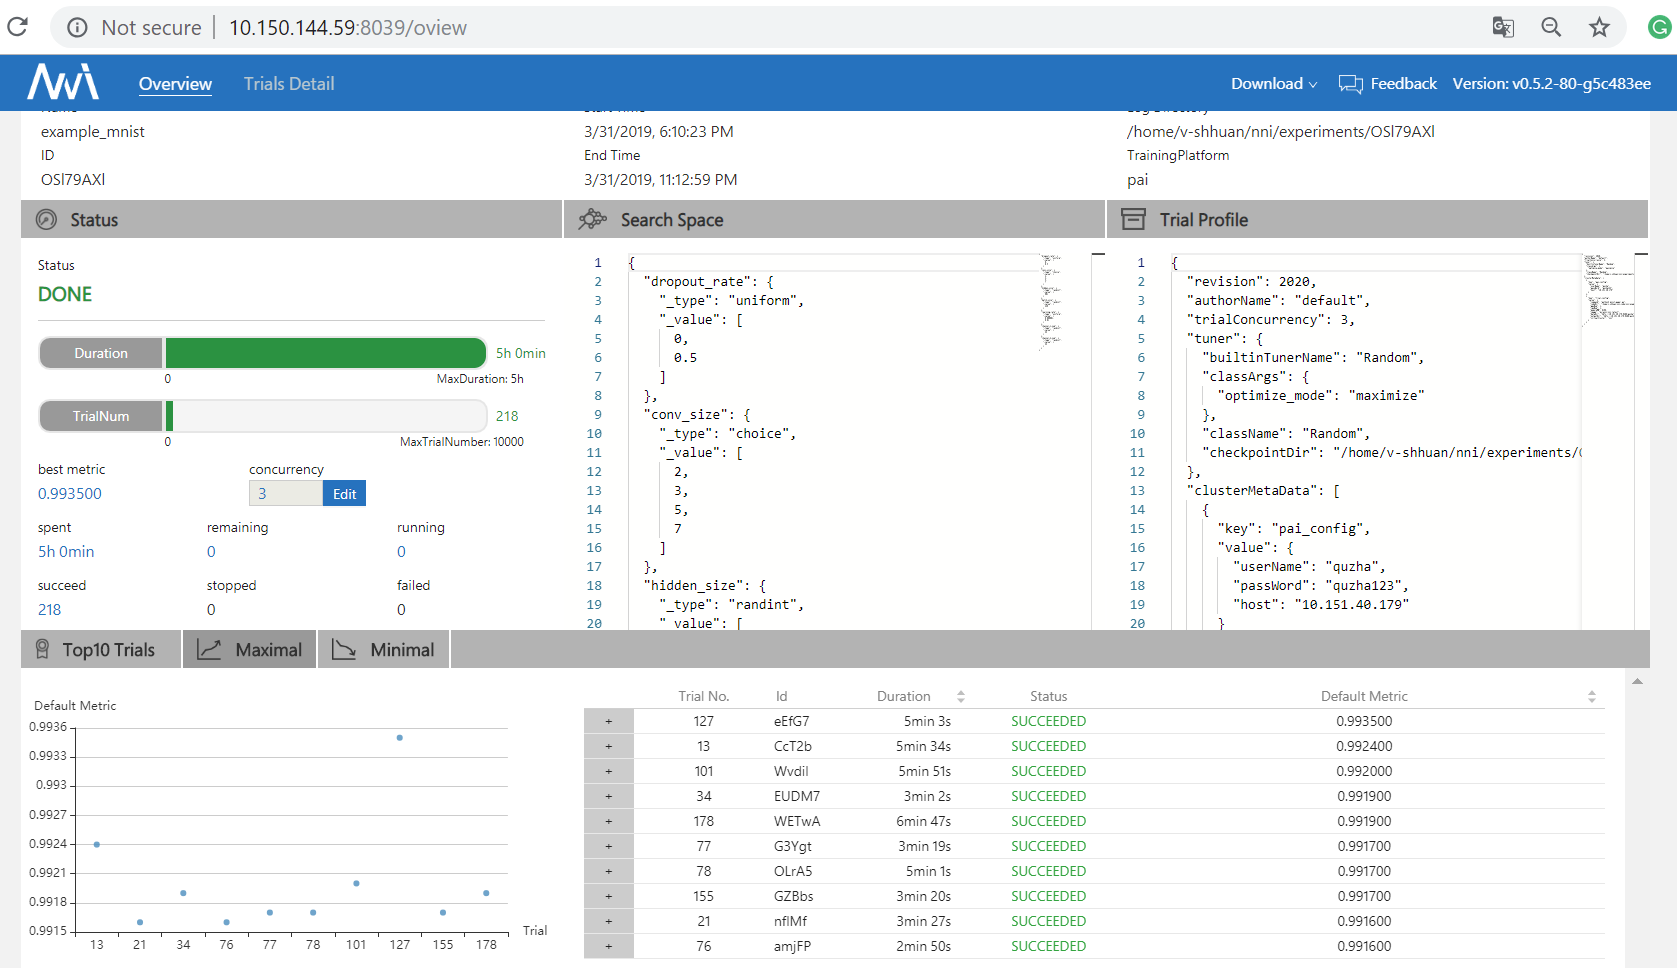 Not secure | 10.150.144.59:8039/oview
NNI Overview Trials Detail Download Feedback Version: v0.5.2-80-g5c483ee
Name Start Time Log Directory
example_mnist 3/31/2019, 6:10:23 PM /home/v-shhuan/nni/experiments/OSl79AXl
ID End Time TrainingPlatform
OSl79AXl 3/31/2019, 11:12:59 PM pai
Status Search Space Trial Profile
Status
DONE
Duration 5h 0min
0 MaxDuration: 5h
TrialNum 218
0 MaxTrialNumber: 10000
best metric concurrency
0.993500 3 Edit
spent remaining running
5h 0min 0 0
succeed stopped failed
218 0 0
1 {
2 "dropout_rate": {
3 "_type": "uniform",
4 "_value": [
5 0,
6 0.5
7 ]
8 },
9 "conv_size": {
10 "_type": "choice",
11 "_value": [
12 2,
13 3,
14 5,
15 7
16 ]
17 },
18 "hidden_size": {
19 "_type": "randint",
20 "_value": [
1 {
2 "revision": 2020,
3 "authorName": "default",
4 "trialConcurrency": 3,
5 "tuner": {
6 "builtinTunerName": "Random",
7 "classArgs": {
8 "optimize_mode": "maximize"
9 },
10 "className": "Random",
11 "checkpointDir": "/home/v-shhuan/nni/experiments/
12 },
13 "clusterMetaData": [
14 {
15 "key": "pai_config",
16 "value": {
17 "userName": "quzha",
18 "passWord": "quzha123",
19 "host": "10.151.40.179"
20 }
Top10 Trials Maximal Minimal
Default Metric
0.9936
0.9933
0.993
0.9927
0.9924
0.9921
0.9918
0.9915
13 21 34 76 77 78 101 127 155 178 Trial
Trial No. Id Duration Status Default Metric
+ 127 eEfG7 5min 3s SUCCEEDED 0.993500
+ 13 CcT2b 5min 34s SUCCEEDED 0.992400
+ 101 Wvdil 5min 51s SUCCEEDED 0.992000
+ 34 EUDM7 3min 2s SUCCEEDED 0.991900
+ 178 WETwA 6min 47s SUCCEEDED 0.991900
+ 77 G3Ygt 3min 19s SUCCEEDED 0.991700
+ 78 OLrA5 5min 1s SUCCEEDED 0.991700
+ 155 GZBbs 3min 20s SUCCEEDED 0.991700
+ 21 nflMf 3min 27s SUCCEEDED 0.991600
+ 76 amjFP 2min 50s SUCCEEDED 0.991600